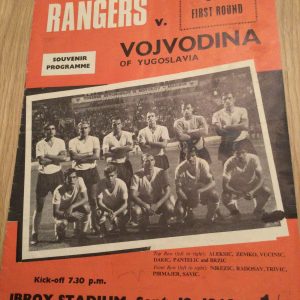 RANGERS v.
FIRST ROUND
VOJVODINA
OF YUGOSLAVIA
SOUVENIR
PROGRAMME
Top Row (left to right): ALEKSIC, ZEMKO, VUCINIC,
DAKIC, PANTELIC and BRZIC
Front Row (left to right): NIKEZIC, RADOSAV, TRIVIC,
PIRMAJER, SAVIC.
Kick-off 7.30 p.m.
IBROX STADIUM